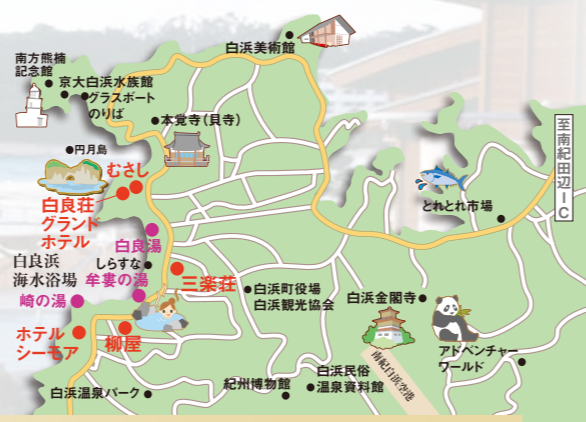 白浜美術館
南方熊楠
記念館
京大白浜水族館
グラスボート
のりば
本覚寺(貝寺)
円月島
むさし
白良荘
グランド
ホテル
白良湯
白良浜
海水浴場
しらすな
牟婁の湯
崎の湯
三楽荘
ホテル
シーモア
柳屋
白浜温泉パーク
白浜町役場
白浜観光協会
紀州博物館
白浜民俗
温泉資料館
白浜金閣寺
南紀白浜空港
アドベンチャー
ワールド
とれとれ市場
至南紀田辺IC